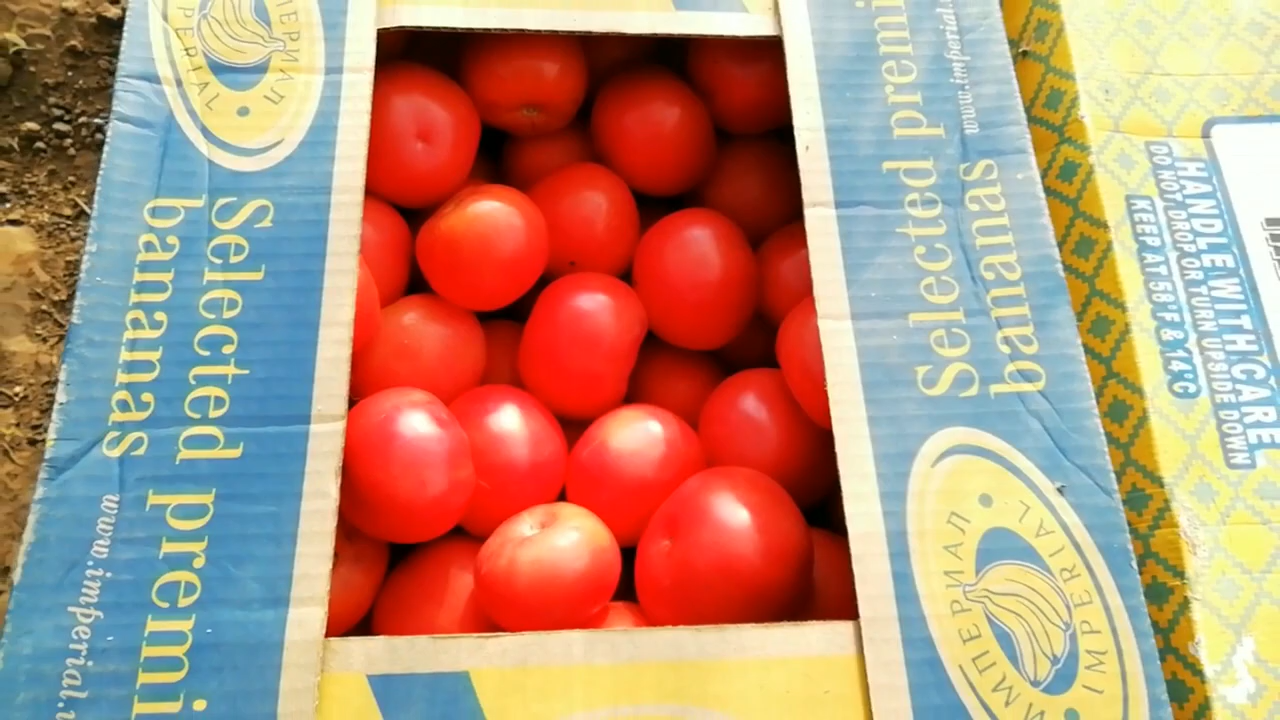 ИМПЕРИАЛ
IMPERIAL
Selected premi
bananas
www.imperial.
Selected premi
bananas
www.imperial.
ИМПЕРИАЛ
IMPERIAL
HANDLE WITH CARE
DO NOT DROP OR TURN UPSIDE DOWN
KEEP AT 58°F & 14°C